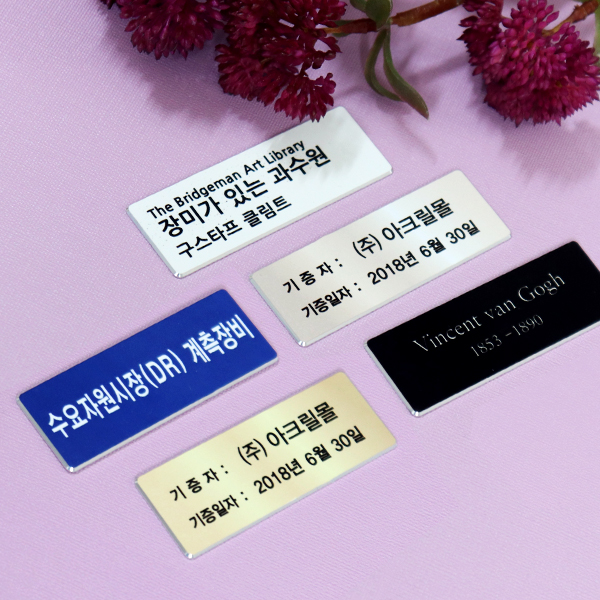 The Bridgeman Art Library
장미가 있는 과수원
구스타프 클림트
기 증 자 : (주) 아크릴몰
기증일자 : 2018년 6월 30일
Vincent van Gogh
1853 - 1890
수요자원시장(DR) 계측장비
기 증 자 : (주) 아크릴몰
기증일자 : 2018년 6월 30일